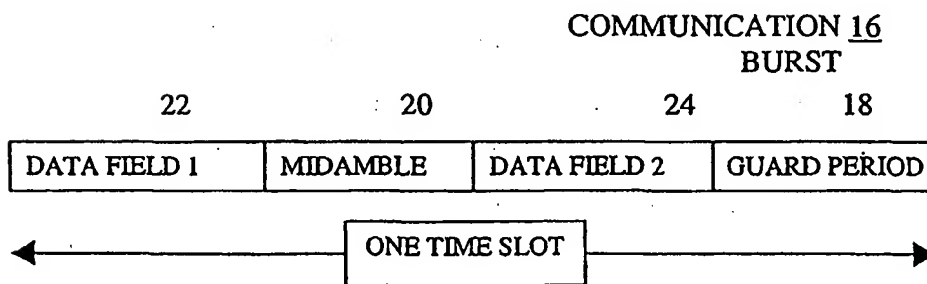 COMMUNICATION 16
BURST
22 20 24 18
DATA FIELD 1 MIDAMBLE DATA FIELD 2 GUARD PERIOD
ONE TIME SLOT